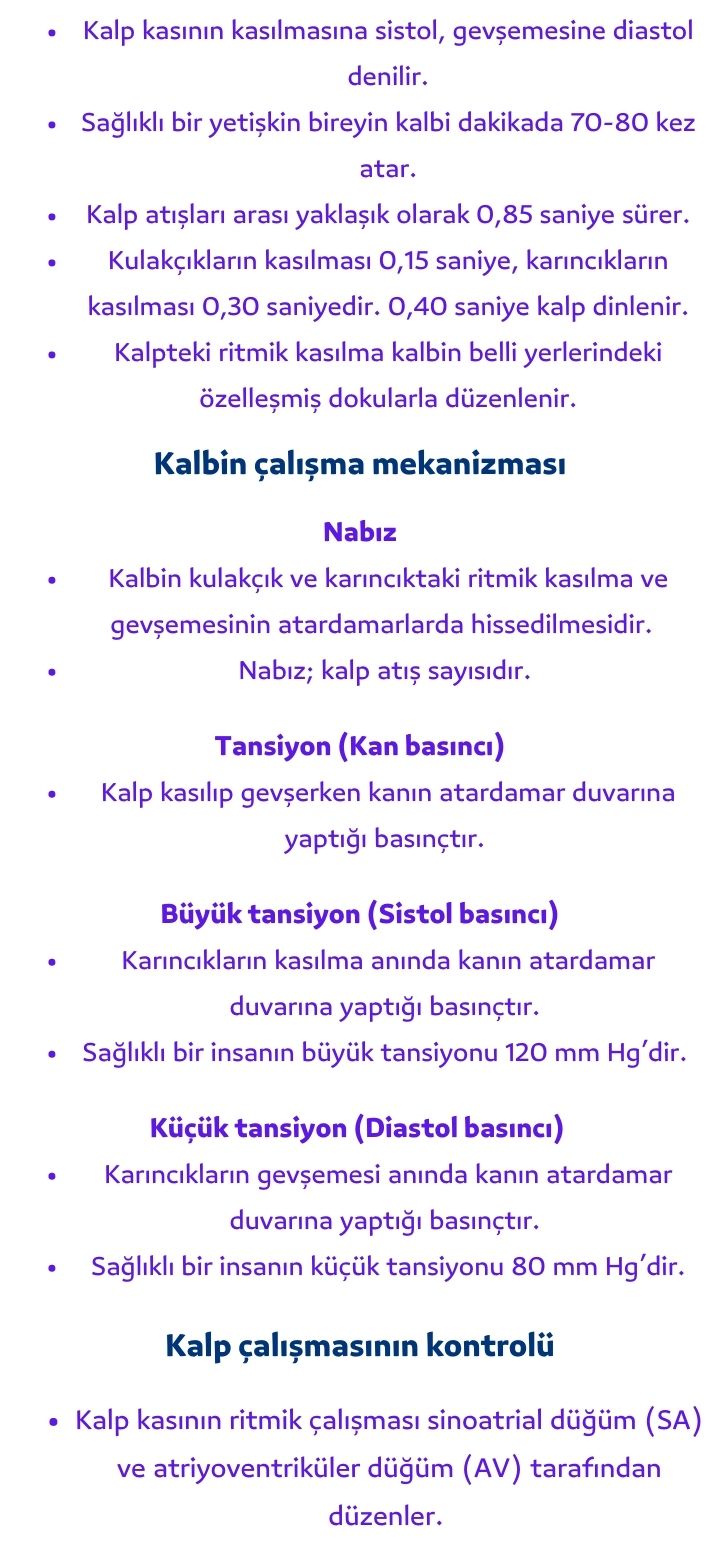 • Kalp kasının kasılmasına sistol, gevşemesine diastol
denilir.
• Sağlıklı bir yetişkin bireyin kalbi dakikada 70-80 kez
atar.
• Kalp atışları arası yaklaşık olarak 0,85 saniye sürer.
• Kulakçıkların kasılması 0,15 saniye, karıncıkların
kasılması 0,30 saniyedir. 0,40 saniye kalp dinlenir.
• Kalpteki ritmik kasılma kalbin belli yerlerindeki
özelleşmiş dokularla düzenlenir.
Kalbin çalışma mekanizması
Nabız
• Kalbin kulakçık ve karıncıktaki ritmik kasılma ve
gevşemesinin atardamarlarda hissedilmesidir.
• Nabız; kalp atış sayısıdır.
Tansiyon (Kan basıncı)
• Kalp kasılıp gevşerken kanın atardamar duvarına
yaptığı basınçtır.
Büyük tansiyon (Sistol basıncı)
• Karıncıkların kasılma anında kanın atardamar
duvarına yaptığı basınçtır.
• Sağlıklı bir insanın büyük tansiyonu 120 mm Hg’dir.
Küçük tansiyon (Diastol basıncı)
• Karıncıkların gevşemesi anında kanın atardamar
duvarına yaptığı basınçtır.
• Sağlıklı bir insanın küçük tansiyonu 80 mm Hg’dir.
Kalp çalışmasının kontrolü
• Kalp kasının ritmik çalışması sinoatrial düğüm (SA)
ve atriyoventriküler düğüm (AV) tarafından
düzenler.